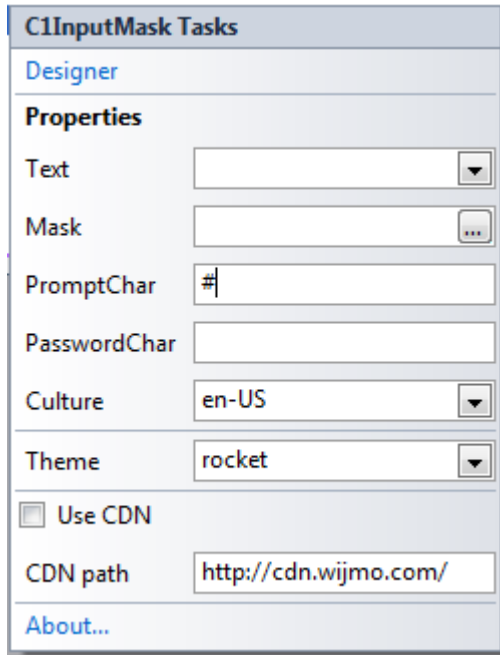 C1InputMask Tasks
Designer
Properties
Text
Mask ...
PromptChar #
PasswordChar
Culture en-US
Theme rocket
Use CDN
CDN path http://cdn.wijmo.com/
About...